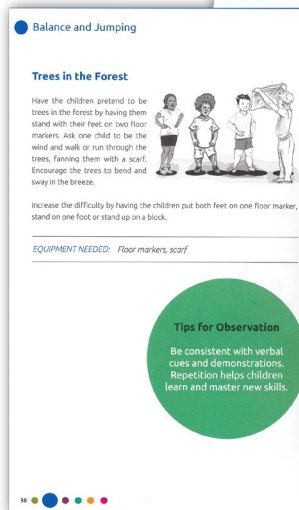 Balance and Jumping
Trees in the Forest
Have the children pretend to be
trees in the forest by having them
stand with their feet on two floor
markers. Ask one child to be the
wind and walk or run through the
trees, fanning them with a scarf.
Encourage the trees to bend and
sway in the breeze.
Increase the difficulty by having the children put both feet on one floor marker,
stand on one foot or stand up on a block.
EQUIPMENT NEEDED: Floor markers, scarf
Tips for Observation
Be consistent with verbal
cues and demonstrations.
Repetition helps children
learn and master new skills.
30